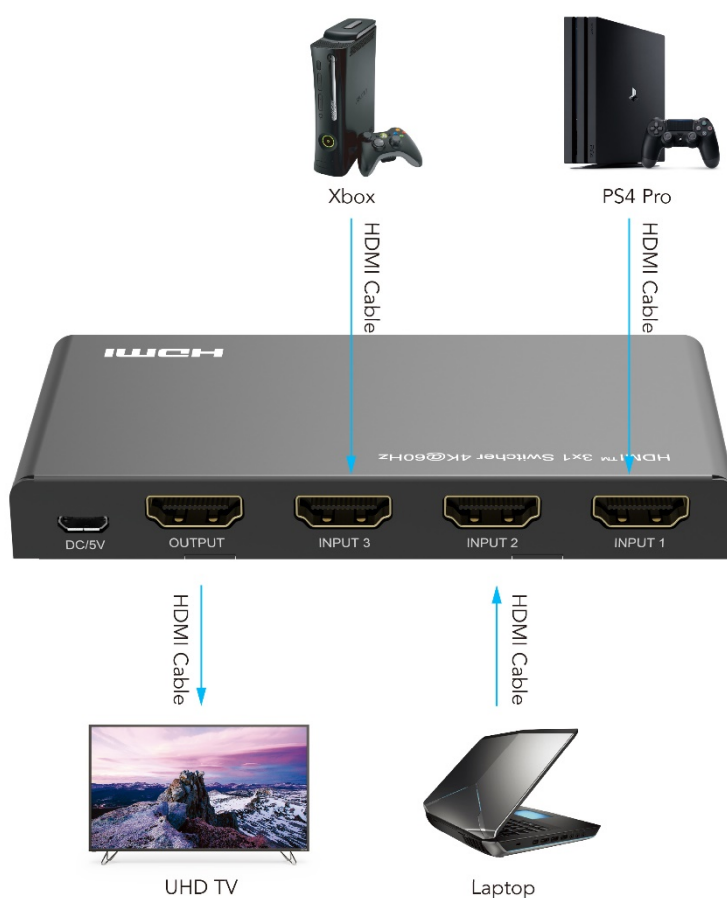 Xbox
PS4 Pro
HDMI Cable
HDMI Cable
HDMI
HDMI™ 3x1 Switcher 4K@60Hz
DC/5V
OUTPUT
INPUT 3
INPUT 2
INPUT 1
HDMI Cable
HDMI Cable
UHD TV
Laptop